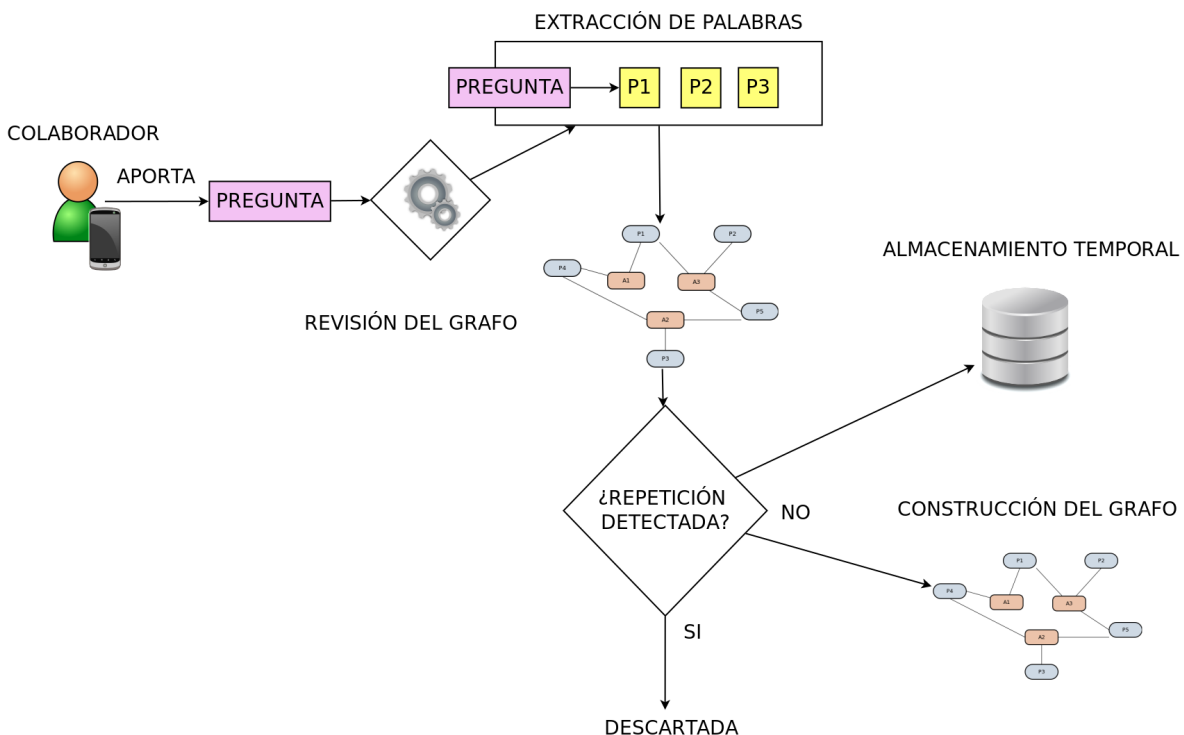 EXTRACCIÓN DE PALABRAS
PREGUNTA
P1
P2
P3
COLABORADOR
APORTA
PREGUNTA
P1
P2
P4
A1
A3
P5
A2
P3
REVISIÓN DEL GRAFO
ALMACENAMIENTO TEMPORAL
¿REPETICIÓN
DETECTADA?
NO
CONSTRUCCIÓN DEL GRAFO
P1
P2
P4
A1
A3
P5
A2
P3
SI
DESCARTADA